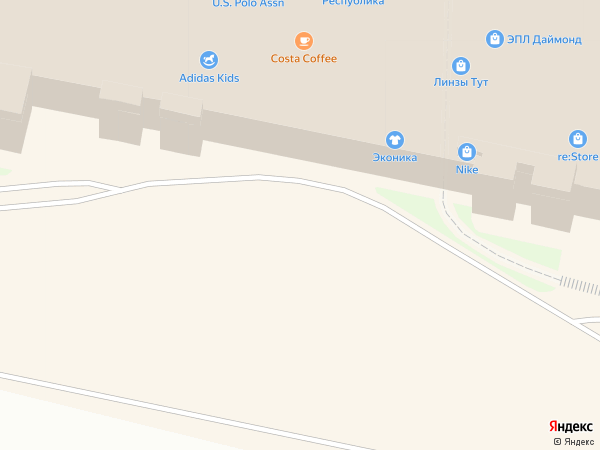 U.S. Polo Assn
Республика
ЭПЛ Даймонд
Costa Coffee
Adidas Kids
Линзы Тут
Эконика
re:Store
Nike
Яндекс
© Яндекс